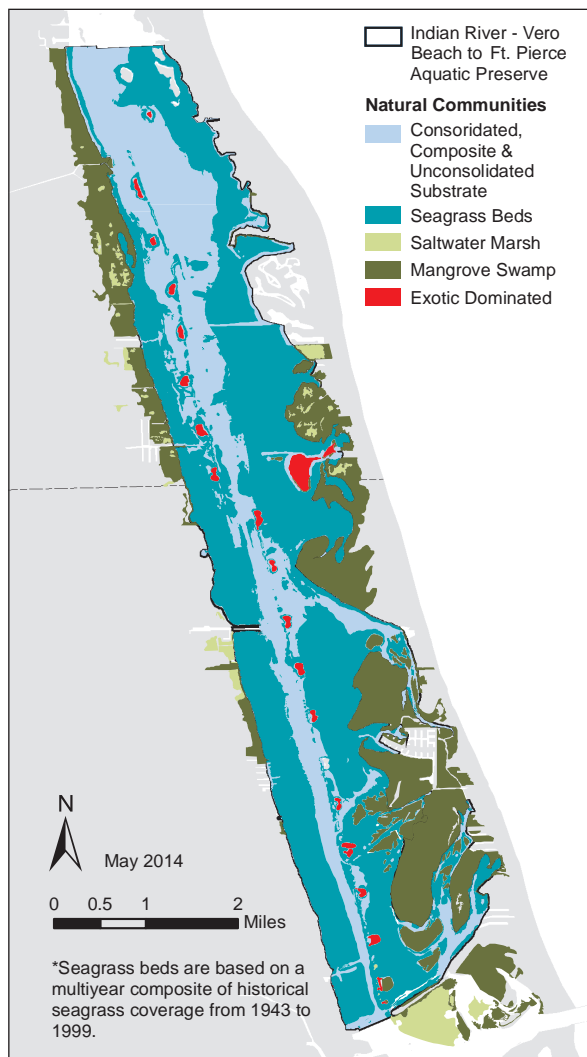 Indian River - Vero
Beach to Ft. Pierce
Aquatic Preserve
Natural Communities
Consoridated,
Composite &
Unconsolidated
Substrate
Seagrass Beds
Saltwater Marsh
Mangrove Swamp
Exotic Dominated
N
May 2014
0 0.5 1 2
Miles
*Seagrass beds are based on a
multiyear composite of historical
seagrass coverage from 1943 to
1999.